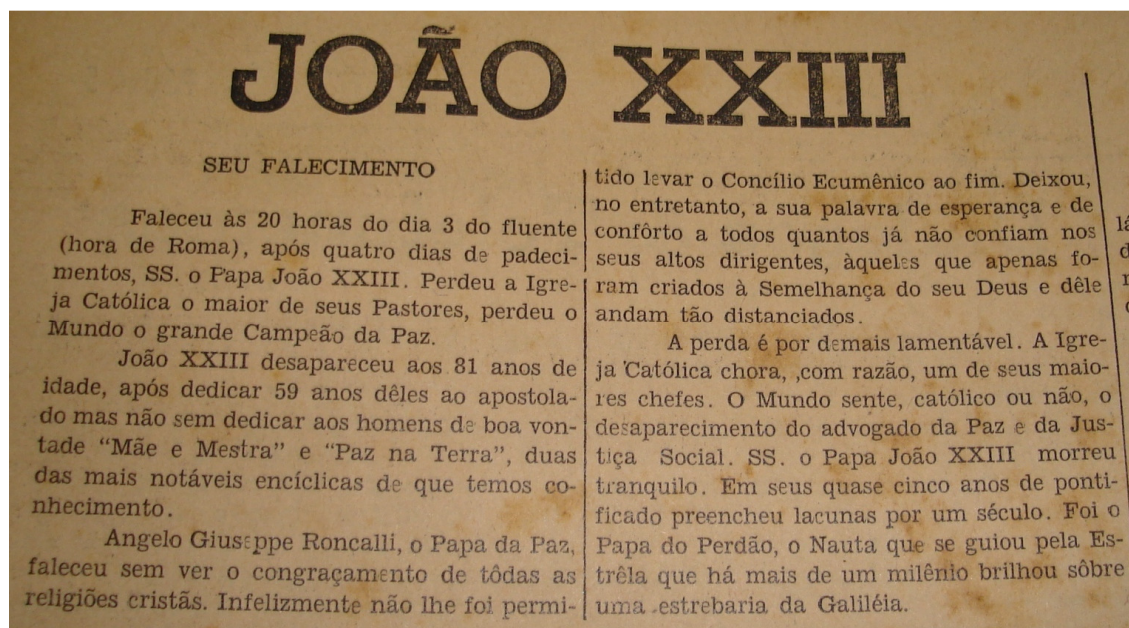 JOÃO XXIII
SEU FALECIMENTO
Faleceu às 20 horas do dia 3 do fluente
(hora de Roma), após quatro dias de padeci-
mentos, SS. o Papa João XXIII. Perdeu a Igre-
ja Católica o maior de seus Pastores, perdeu o
Mundo o grande Campeão da Paz.
João XXIII desapareceu aos 81 anos de
idade, após dedicar 59 anos dêles ao apostola-
do mas não sem dedicar aos homens de boa von-
tade “Mãe e Mestra” e “Paz na Terra”, duas
das mais notáveis encíclicas de que temos co-
nhecimento.
Angelo Giuseppe Roncalli, o Papa da Paz,
faleceu sem ver o congraçamento de tôdas as
religiões cristãs. Infelizmente não lhe foi permi-
tido levar o Concílio Ecumênico ao fim. Deixou,
no entretanto, a sua palavra de esperança e de
confôrto a todos quantos já não confiam nos
seus altos dirigentes, àqueles que apenas fo-
ram criados à Semelhança do seu Deus e dêle
andam tão distanciados.
A perda é por demais lamentável. A Igre-
ja Católica chora, ,com razão, um de seus maio-
res chefes. O Mundo sente, católico ou não, o
desaparecimento do advogado da Paz e da Jus-
tiça Social. SS. o Papa João XXIII morreu
tranquilo. Em seus quase cinco anos de ponti-
ficado preencheu lacunas por um século. Foi o
Papa do Perdão, o Nauta que se guiou pela Es-
trêla que há mais de um milênio brilhou sôbre
uma estrebaria da Galiléia.